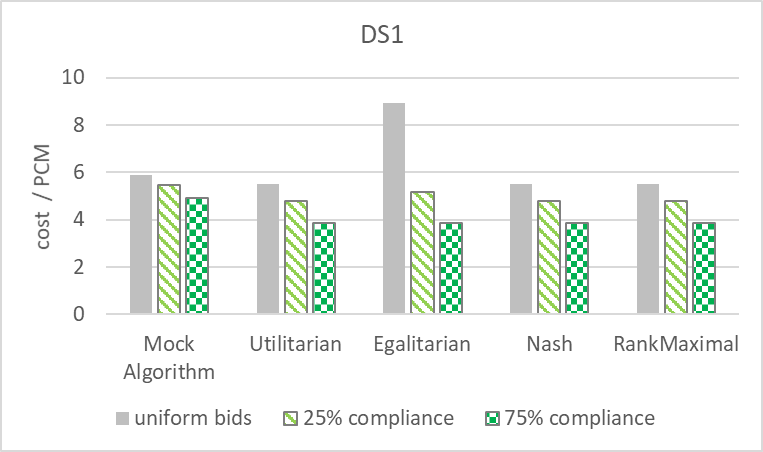 DS1
cost / PCM
10
8
6
4
2
0
Mock Algorithm
Utilitarian
Egalitarian
Nash
RankMaximal
uniform bids
25% compliance
75% compliance